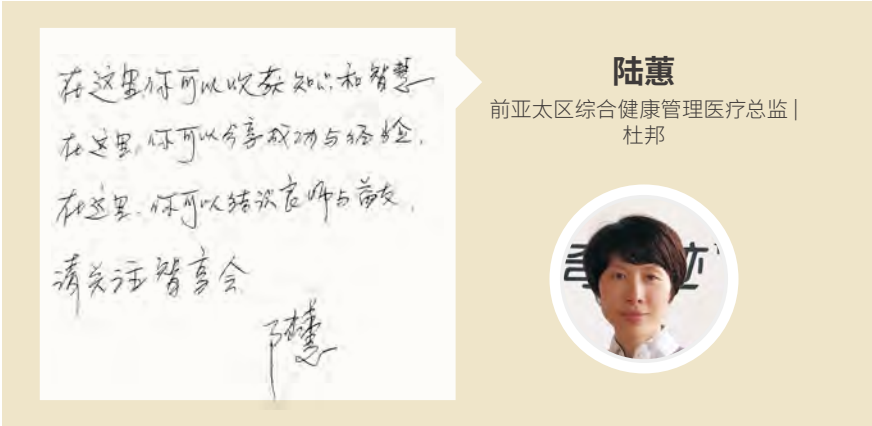 在这里你可以收获知识和智慧
在这里,你可以分享成功与经验,
在这里,你可以结识良师与益友,
请关注智享会
陆蕙
陆蕙
前亚太区综合健康管理医疗总监|
杜邦